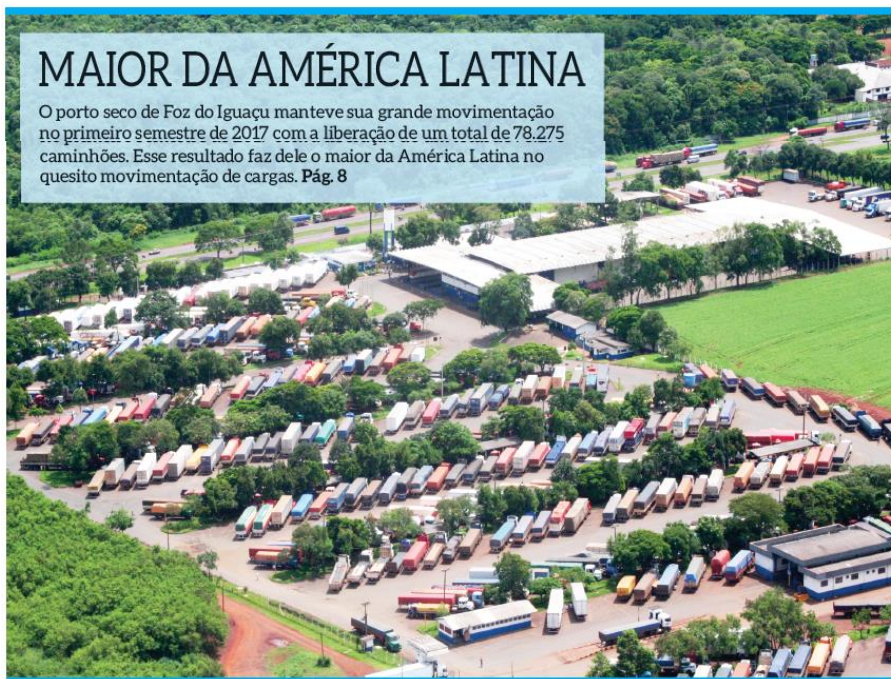 MAIOR DA AMÉRICA LATINA
O porto seco de Foz do Iguaçu manteve sua grande movimentação
no primeiro semestre de 2017 com a liberação de um total de 78.275
caminhões. Esse resultado faz dele o maior da América Latina no
quesito movimentação de cargas. Pág. 8